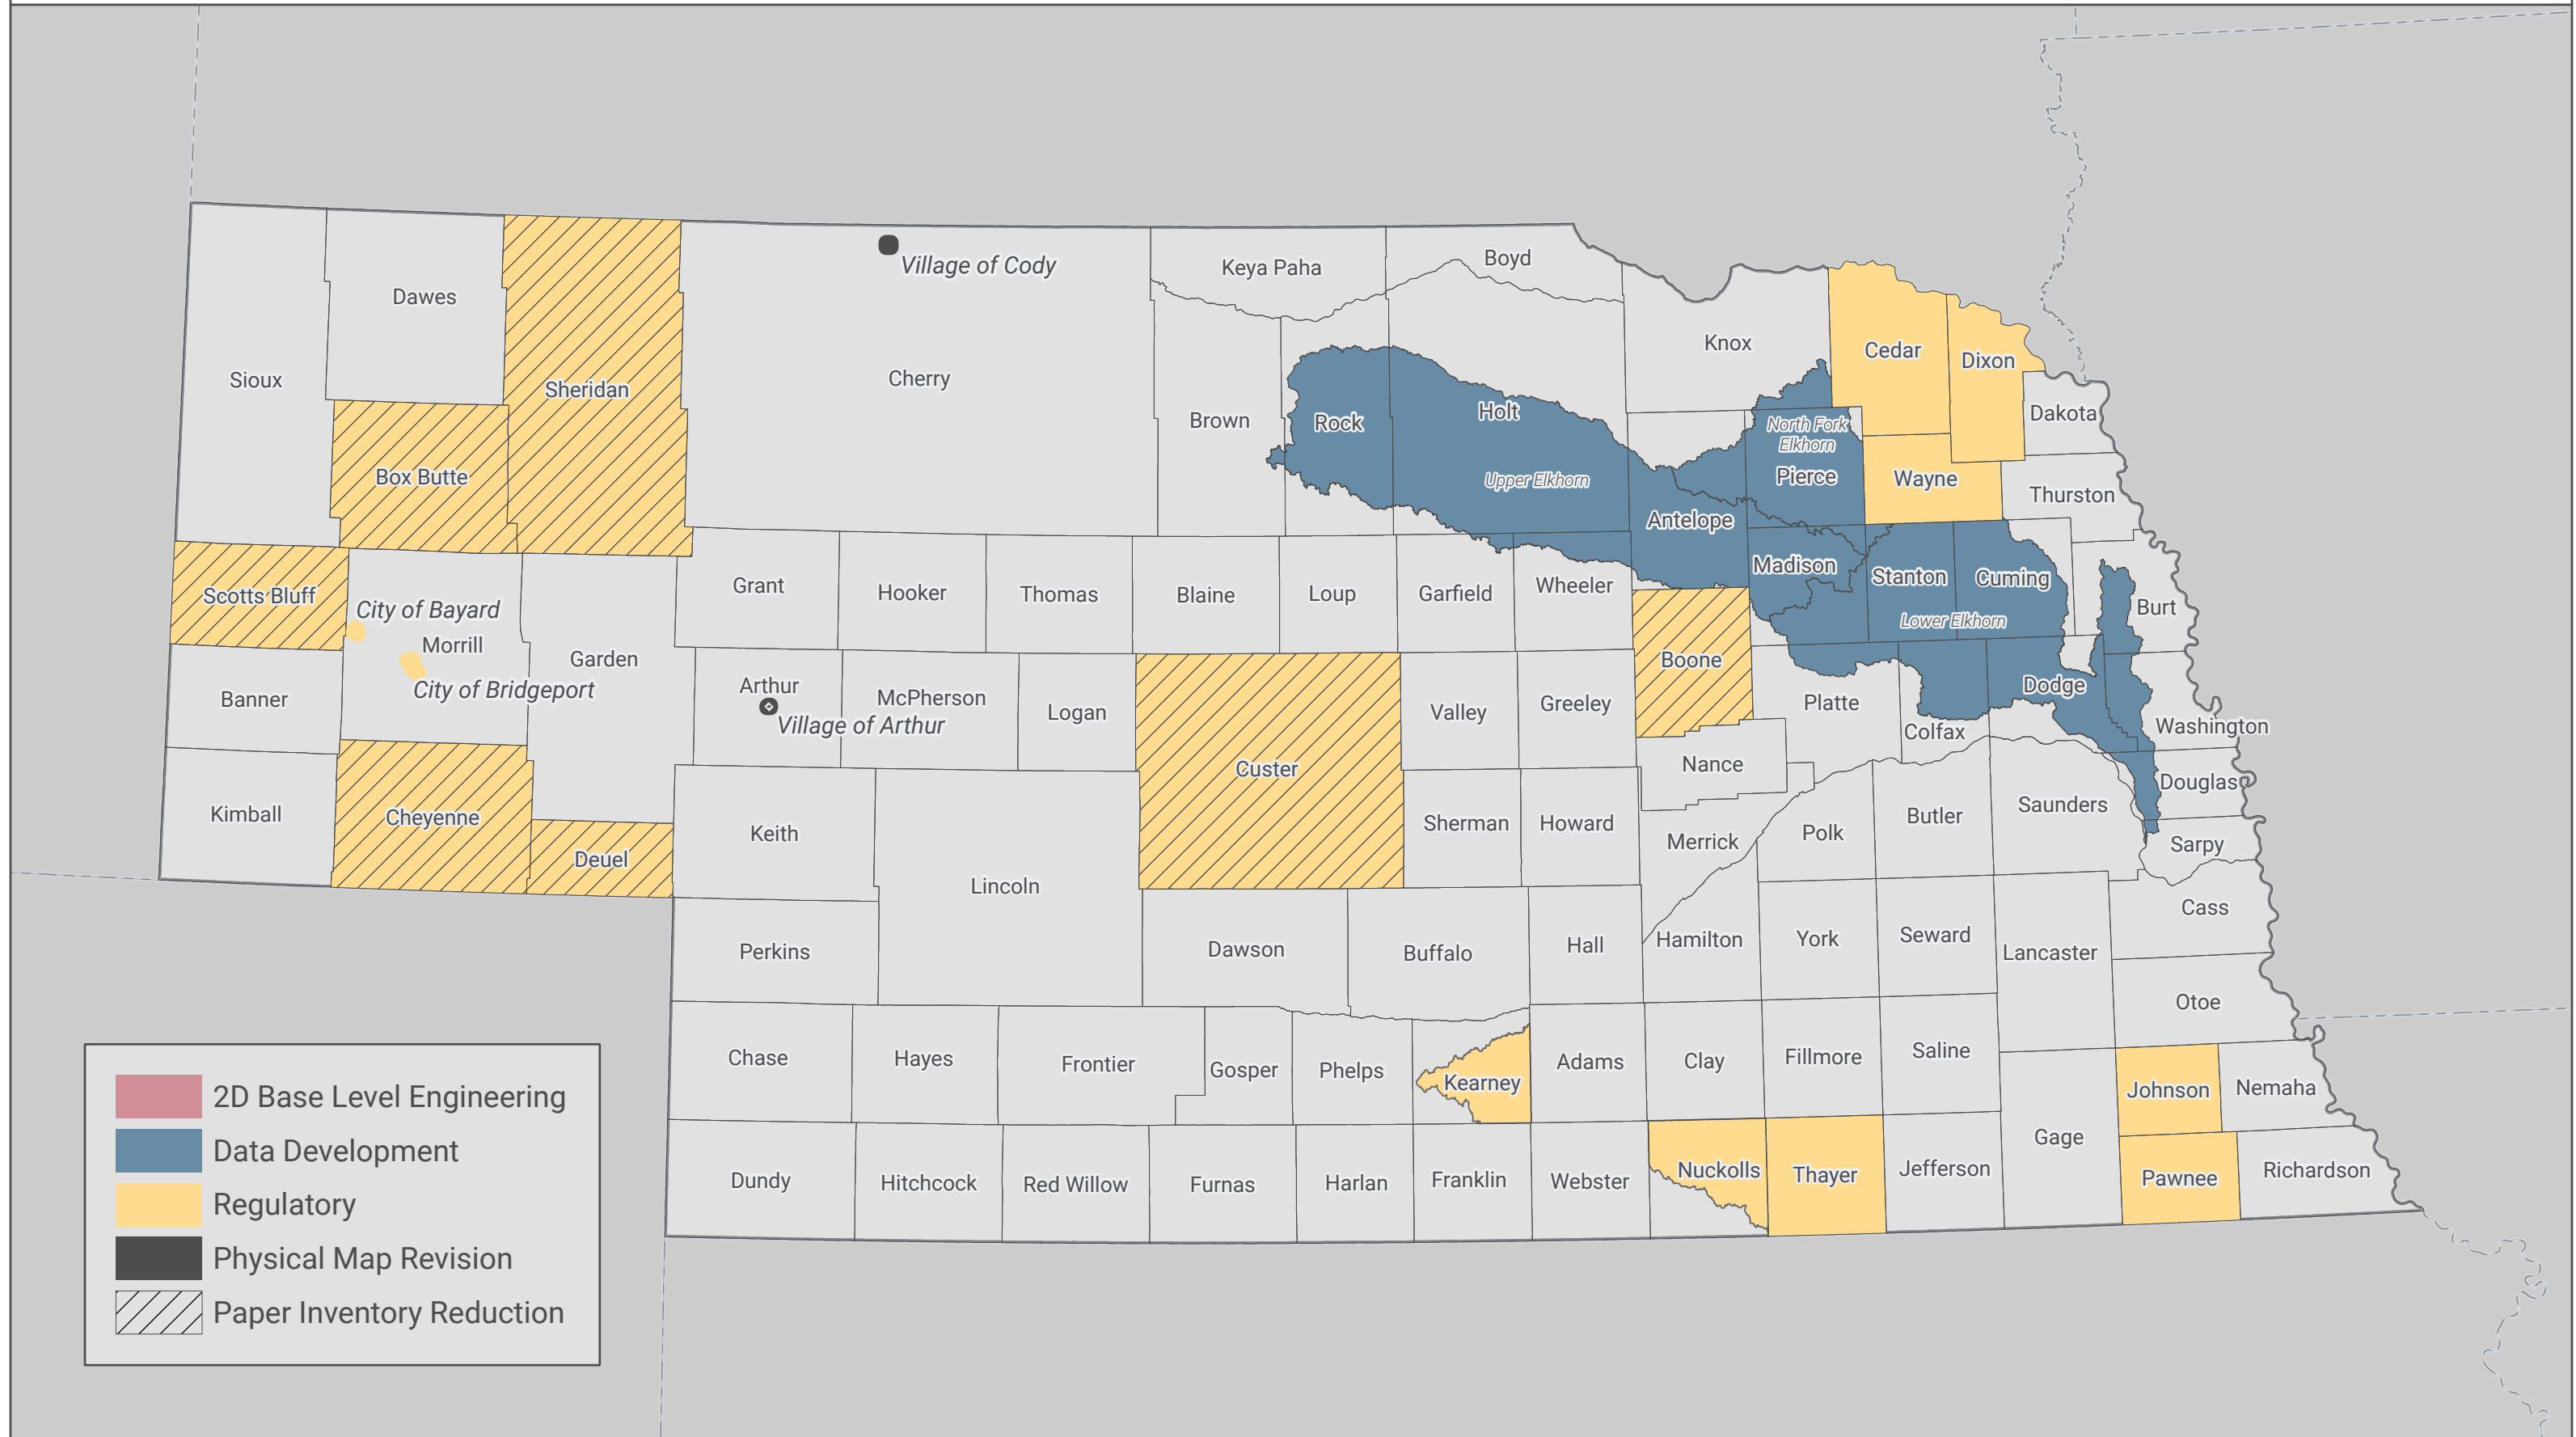 Village of Cody
Keya Paha
Boyd
Dawes
Knox
Cedar
Dixon
Sioux
Sheridan
Cherry
Brown
Rock
Holt
Dakota
North Fork
Elkhorn
Box Butte
Upper Elkhorn
Pierce
Wayne
Thurston
Antelope
Scotts Bluff
City of Bayard
Morrill
City of Bridgeport
Garden
Grant
Hooker
Thomas
Blaine
Loup
Garfield
Wheeler
Madison
Stanton
Cuming
Lower Elkhorn
Burt
Boone
Banner
Arthur
Village of Arthur
McPherson
Logan
Valley
Greeley
Platte
Colfax
Dodge
Washington
Custer
Nance
Douglas
Kimball
Cheyenne
Deuel
Keith
Sherman
Howard
Merrick
Polk
Butler
Saunders
Sarpy
Lincoln
Cass
Perkins
Dawson
Buffalo
Hall
Hamilton
York
Seward
Lancaster
Otoe
Chase
Hayes
Frontier
Gosper
Phelps
Kearney
Adams
Clay
Fillmore
Saline
Johnson
Nemaha
Gage
Dundy
Hitchcock
Red Willow
Furnas
Harlan
Franklin
Webster
Nuckolls
Thayer
Jefferson
Pawnee
Richardson
2D Base Level Engineering
Data Development
Regulatory
Physical Map Revision
Paper Inventory Reduction